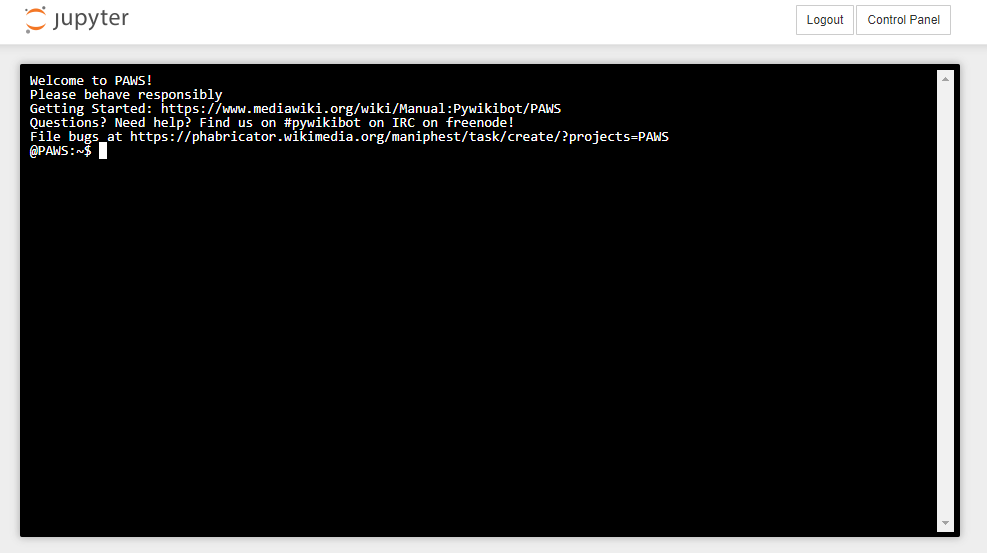 jupyter
Logout
Control Panel
Welcome to PAWS!
Please behave responsibly
Getting Started: https://www.mediawiki.org/wiki/Manual:Pywikibot/PAWS
Questions? Need help? Find us on #pywikibot on IRC on freenode!
File bugs at https://phabricator.wikimedia.org/maniphest/task/create/?projects=PAWS
@PAWS:~$